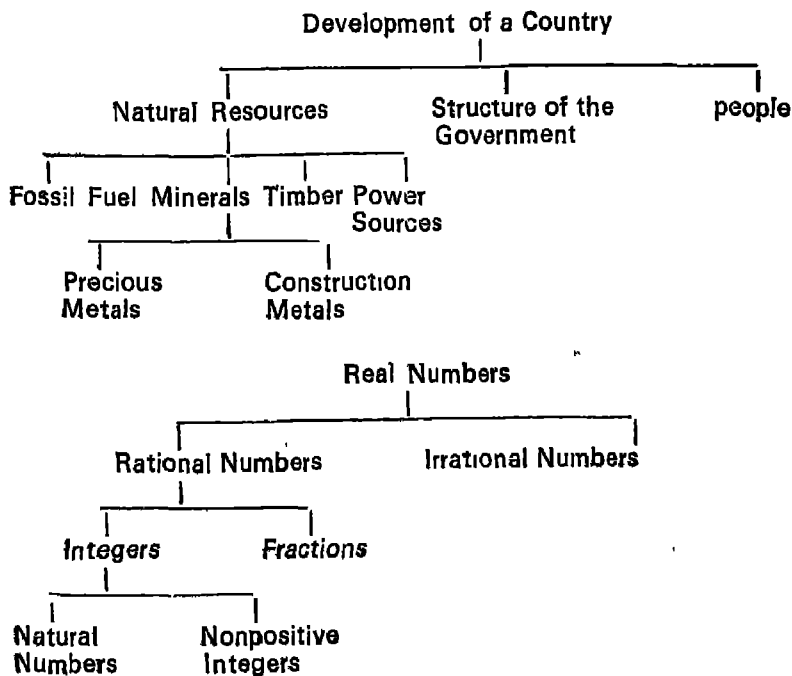 Development of a Country
Natural Resources
Structure of the
Government
people
Fossil Fuel Minerals Timber Power
Sources
Precious
Metals
Construction
Metals
Real Numbers
Rational Numbers
Irrational Numbers
Integers
Fractions
Natural
Numbers
Nonpositive
Integers